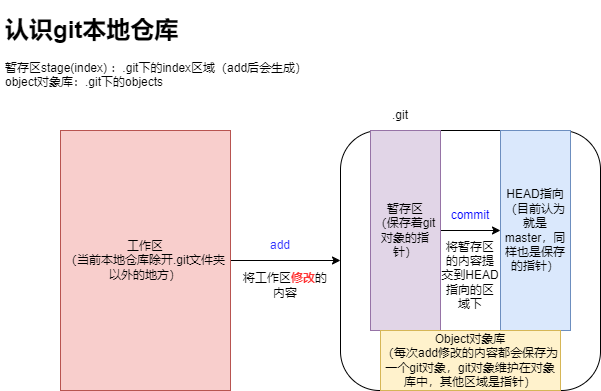 认识git本地仓库
暂存区stage(index)：.git下的index区域（add后会生成）
object对象库：.git下的objects
.git
工作区
（当前本地仓库除开.git文件夹
以外的地方）
add
将工作区修改的
内容
暂存区
（保存着git
对象的指
针）
commit
将暂存区
的内容提
交到HEAD
指向的区
域下
HEAD指向
（目前认为
就是
master，同
样也是保存
的指针）
Object对象库
（每次add修改的内容都会保存为
一个git对象，git对象维护在对象
库中，其他区域是指针）